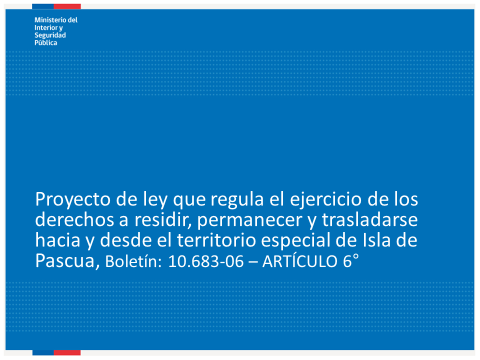 Ministerio del
Interior y
Seguridad
Pública
Proyecto de ley que regula el ejercicio de los
derechos a residir, permanecer y trasladarse
hacia y desde el territorio especial de Isla de
Pascua, Boletín: 10.683-06 – ARTÍCULO 6°